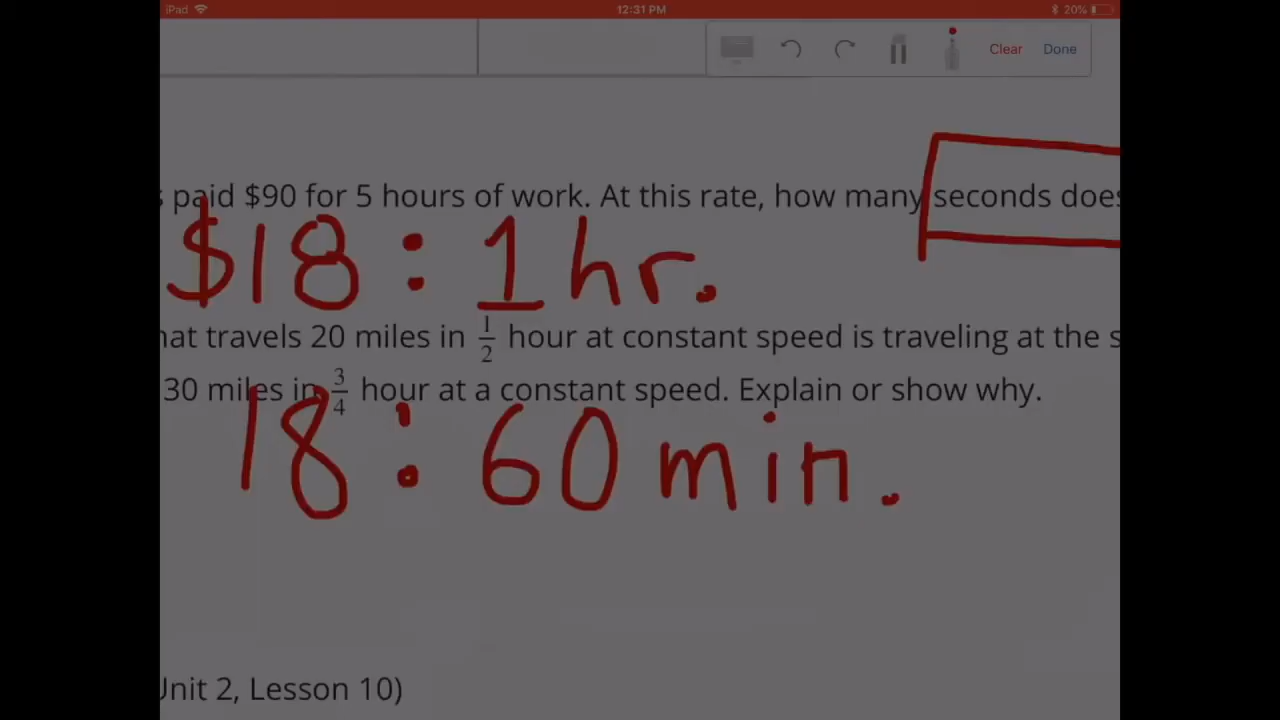 iPad 12:31 PM 20%
Clear Done
paid $90 for 5 hours of work. At this rate, how many seconds does
$18 : 1 hr.
travels 20 miles in 1/2 hour at constant speed is traveling at the
30 miles in 3/4 hour at a constant speed. Explain or show why.
18 : 60 min.
Unit 2, Lesson 10)